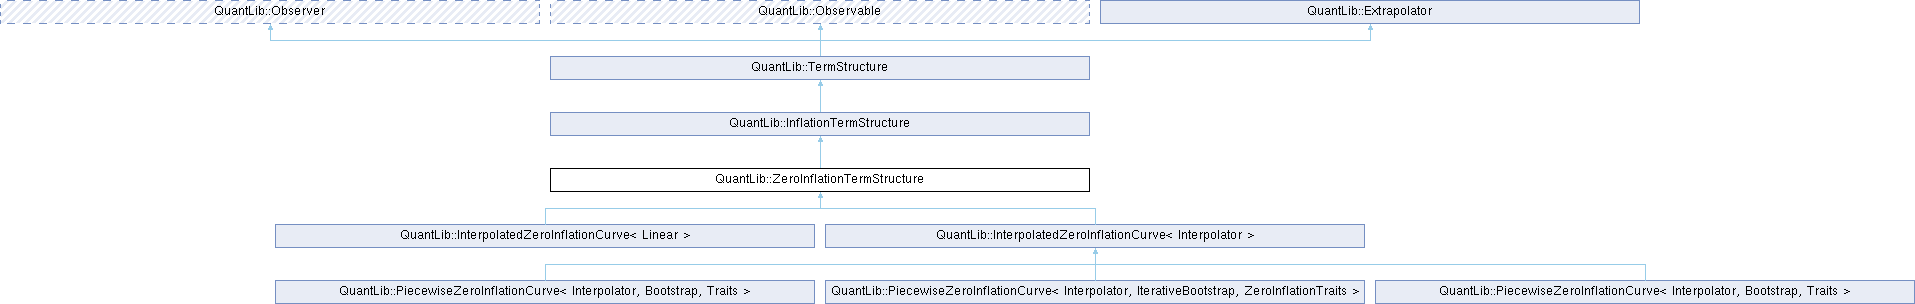 QuantLib::Observer
QuantLib::Observable
QuantLib::Extrapolator
QuantLib::TermStructure
QuantLib::InflationTermStructure
QuantLib::ZeroInflationTermStructure
QuantLib::InterpolatedZeroInflationCurve< Linear >
QuantLib::InterpolatedZeroInflationCurve< Interpolator >
QuantLib::PiecewiseZeroInflationCurve< Interpolator, Bootstrap, Traits >
QuantLib::PiecewiseZeroInflationCurve< Interpolator, IterativeBootstrap, ZeroInflationTraits >
QuantLib::PiecewiseZeroInflationCurve< Interpolator, Bootstrap, Traits >